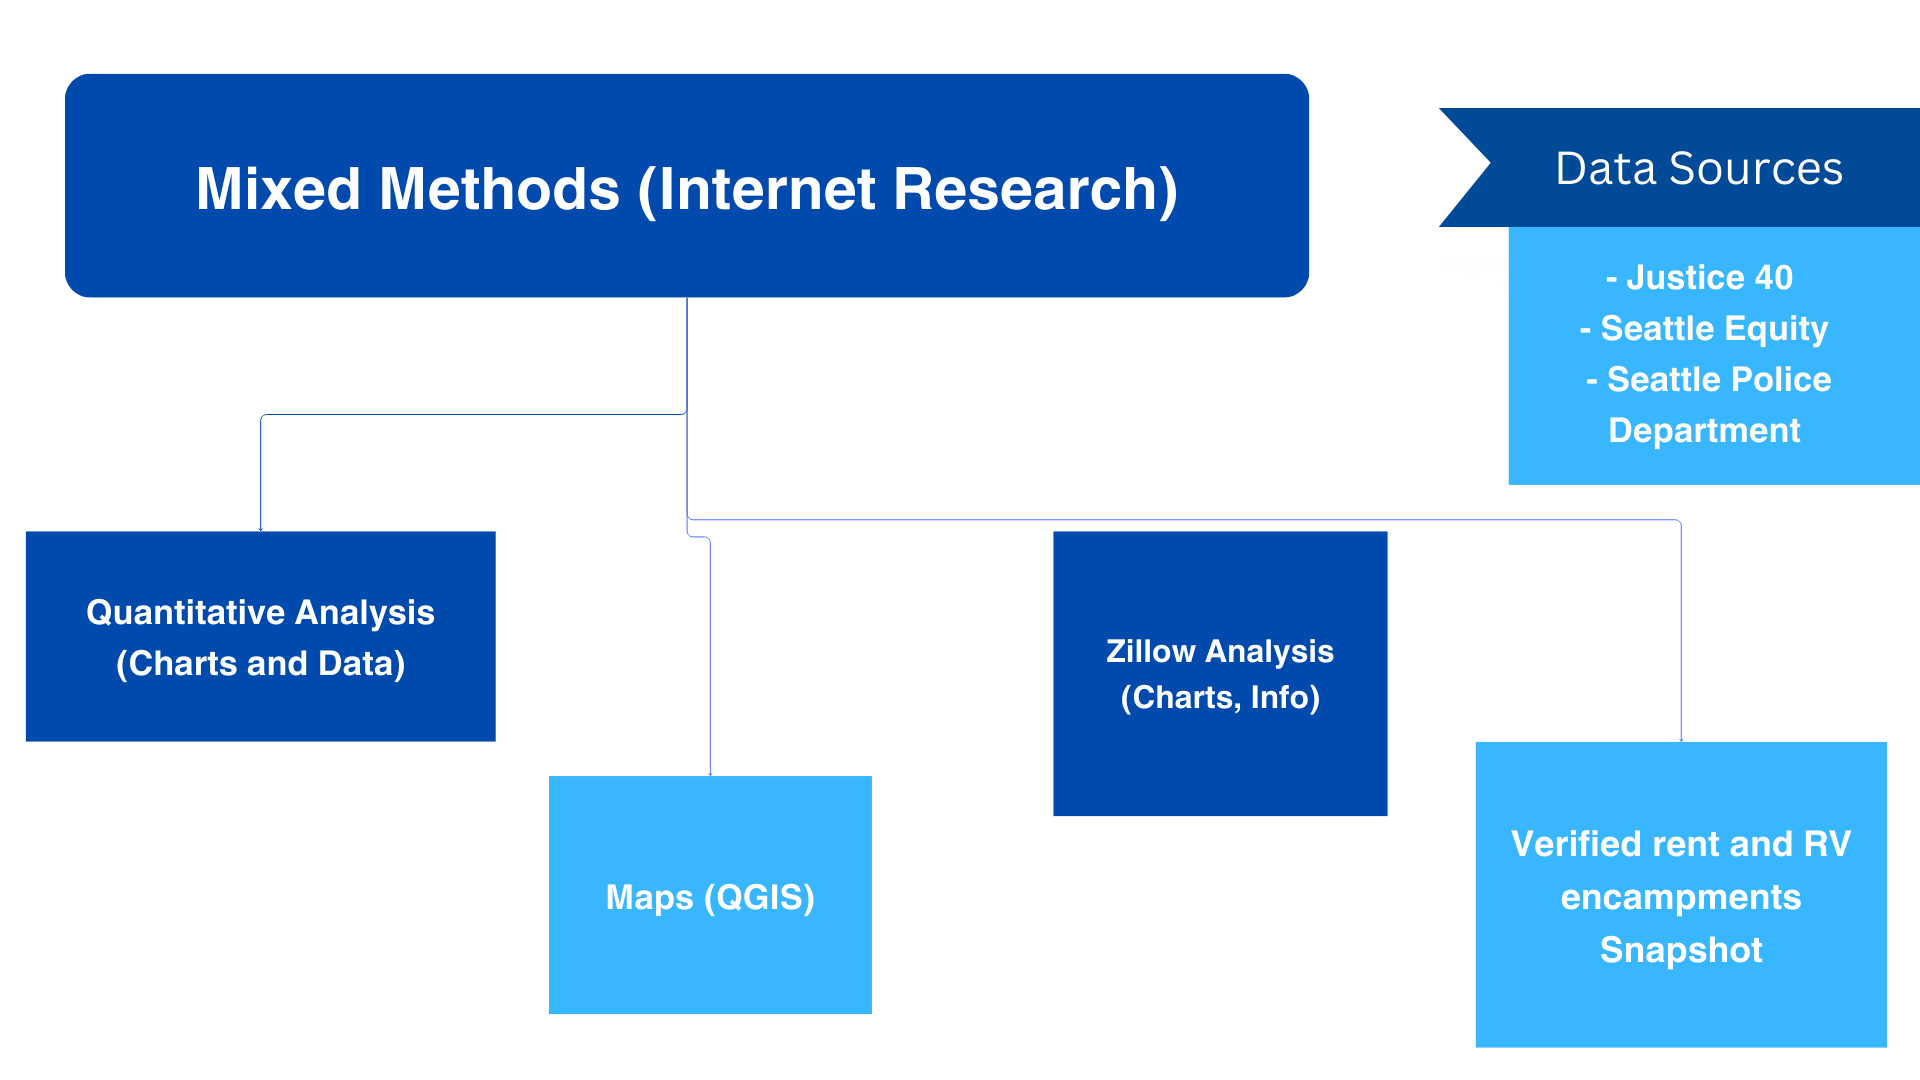 Mixed Methods (Internet Research)
Data Sources
- Justice 40
- Seattle Equity
- Seattle Police
Department
Quantitative Analysis
(Charts and Data)
Maps (QGIS)
Zillow Analysis
(Charts, Info)
Verified rent and RV
encampments
Snapshot